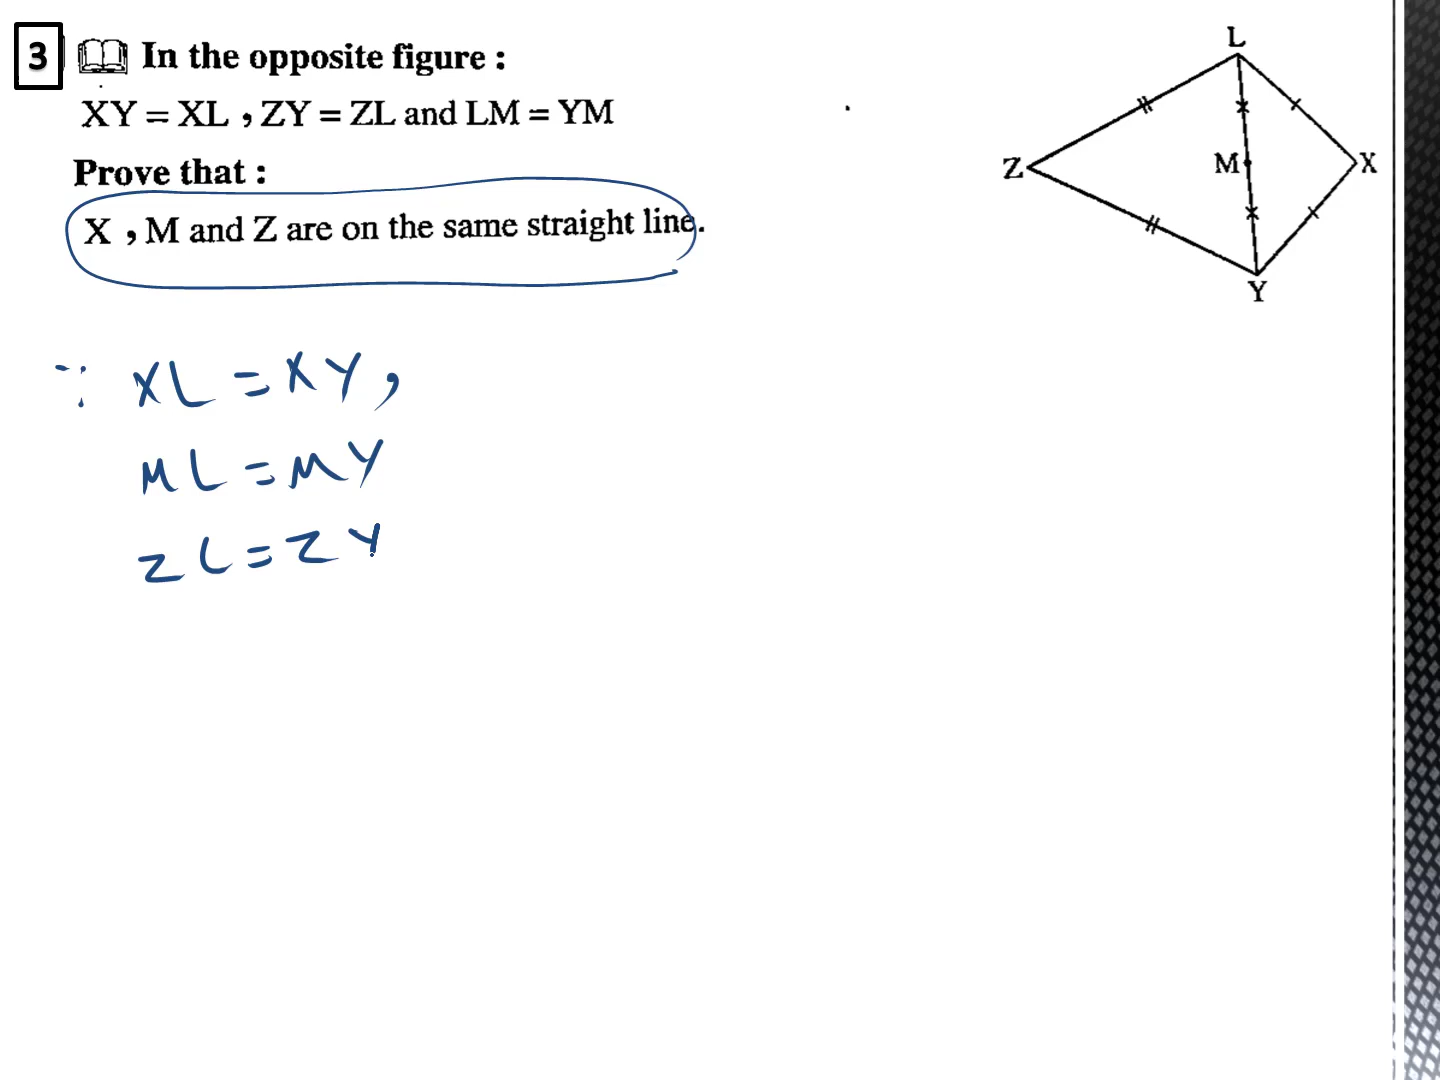 3 In the opposite figure :
XY = XL , ZY = ZL and LM = YM
Prove that :
X , M and Z are on the same straight line.
L
Z
M
X
Y
∵ XL = XY,
ML = MY
ZL = ZY